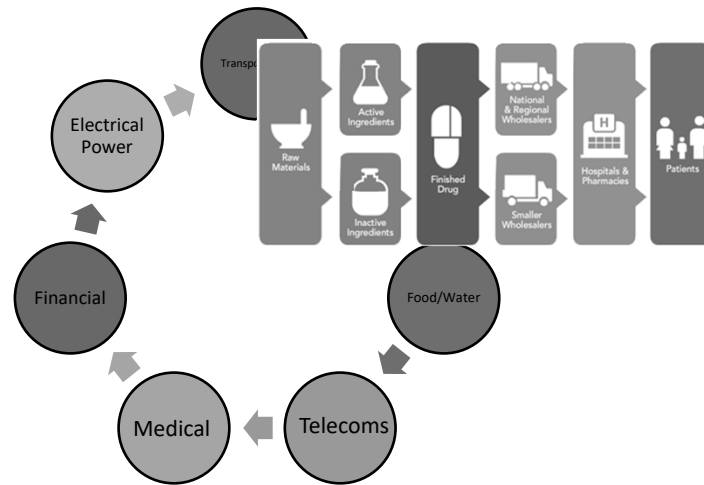 Electrical
Power
Raw
Materials
Active
Ingredients
Inactive
Ingredients
Finished
Drug
National
& Regional
Wholesalers
Smaller
Wholesalers
H
Hospitals &
Pharmacies
Patients
Financial
Food/Water
Medical
Telecoms